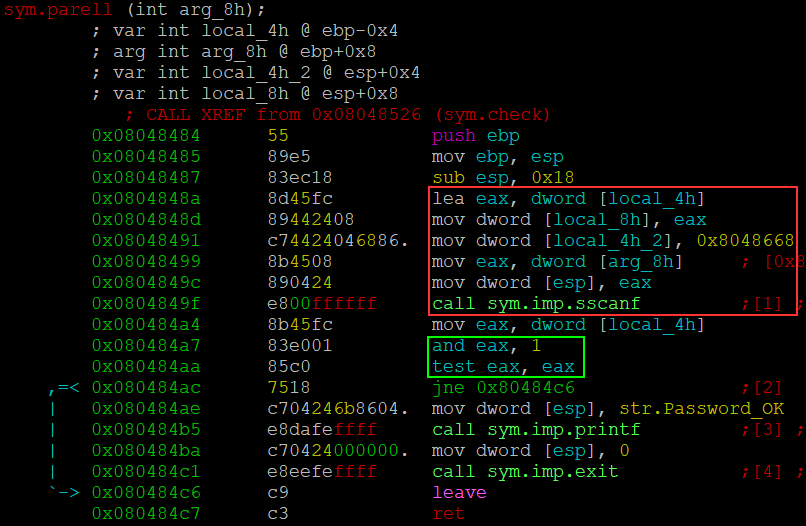 sym.parell (int arg_8h);
; var int local_4h @ ebp-0x4
; arg int arg_8h @ ebp+0x8
; var int local_4h_2 @ esp+0x4
; var int local_8h @ esp+0x8
; CALL XREF from 0x08048526 (sym.check)
0x08048484 55 push ebp
0x08048485 89e5 mov ebp, esp
0x08048487 83ec18 sub esp, 0x18
0x0804848a 8d45fc lea eax, dword [local_4h]
0x0804848d 89442408 mov dword [local_8h], eax
0x08048491 c74424046886. mov dword [local_4h_2], 0x8048668
0x08048499 8b4508 mov eax, dword [arg_8h] ; [0x8
0x0804849c 890424 mov dword [esp], eax
0x0804849f e800ffffff call sym.imp.sscanf ;[1] ;
0x080484a4 8b45fc mov eax, dword [local_4h]
0x080484a7 83e001 and eax, 1
0x080484aa 85c0 test eax, eax
,=< 0x080484ac 7518 jne 0x80484c6 ;[2]
| 0x080484ae c704246b8604. mov dword [esp], str.Password_OK
| 0x080484b5 e8dafeffff call sym.imp.printf ;[3] ;
| 0x080484ba c70424000000. mov dword [esp], 0
| 0x080484c1 e8eefeffff call sym.imp.exit ;[4] ;
`-> 0x080484c6 c9 leave
0x080484c7 c3 ret